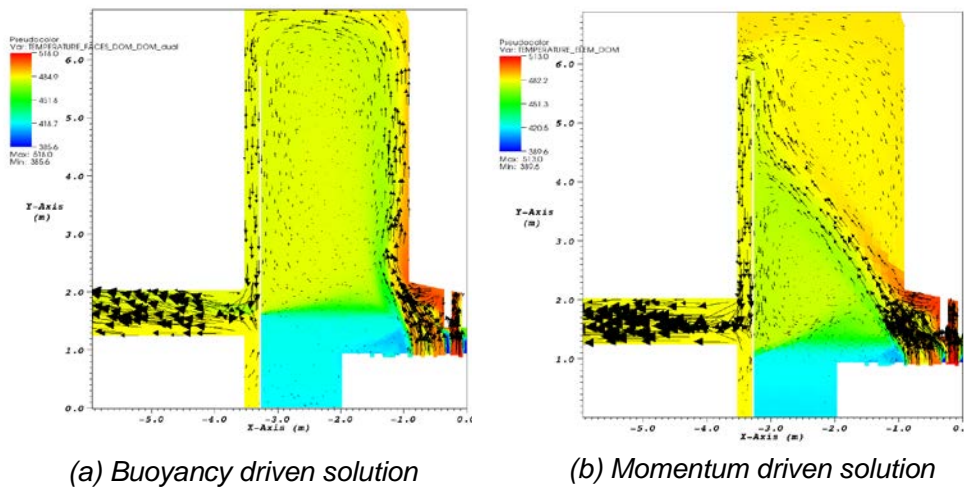 Pseudocolor
Var: TEMPERATURE_FACES_DOM_DOM_dual
518.0
484.9
451.8
418.7
385.6
Max: 518.0
Min: 385.6
6.0
5.0
Y-Axis
(m)
4.0
3.0
2.0
1.0
0.0
-5.0
-4.0
-3.0
-2.0
-1.0
0.
X-Axis (m)
(a) Buoyancy driven solution
Pseudocolor
Var: TEMPERATURE_ELEM_DOM
513.0
482.2
451.3
420.5
389.6
Max: 513.0
Min: 389.6
6.0
5.0
Y-Axis
(m)
4.0
3.0
2.0
1.0
-5.0
-4.0
-3.0
-2.0
-1.0
0.
X-Axis (m)
(b) Momentum driven solution